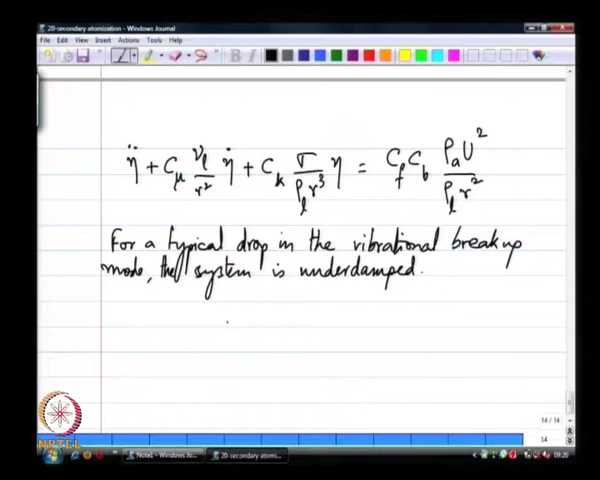 20-secondary atomization - Windows Journal
File Edit View Insert Actions Tools Help
η̈ + C_μ ν_l/r² η̇ + C_k σ/(ρ_l r³) η = C_f C_b ρ_a U²/(ρ_l r²)
For a typical drop in the vibrational breakup
mode, the system is underdamped.
14 / 14
14
NPTEL
Note1 - Windows Jo...
20-secondary atomi...
09:26